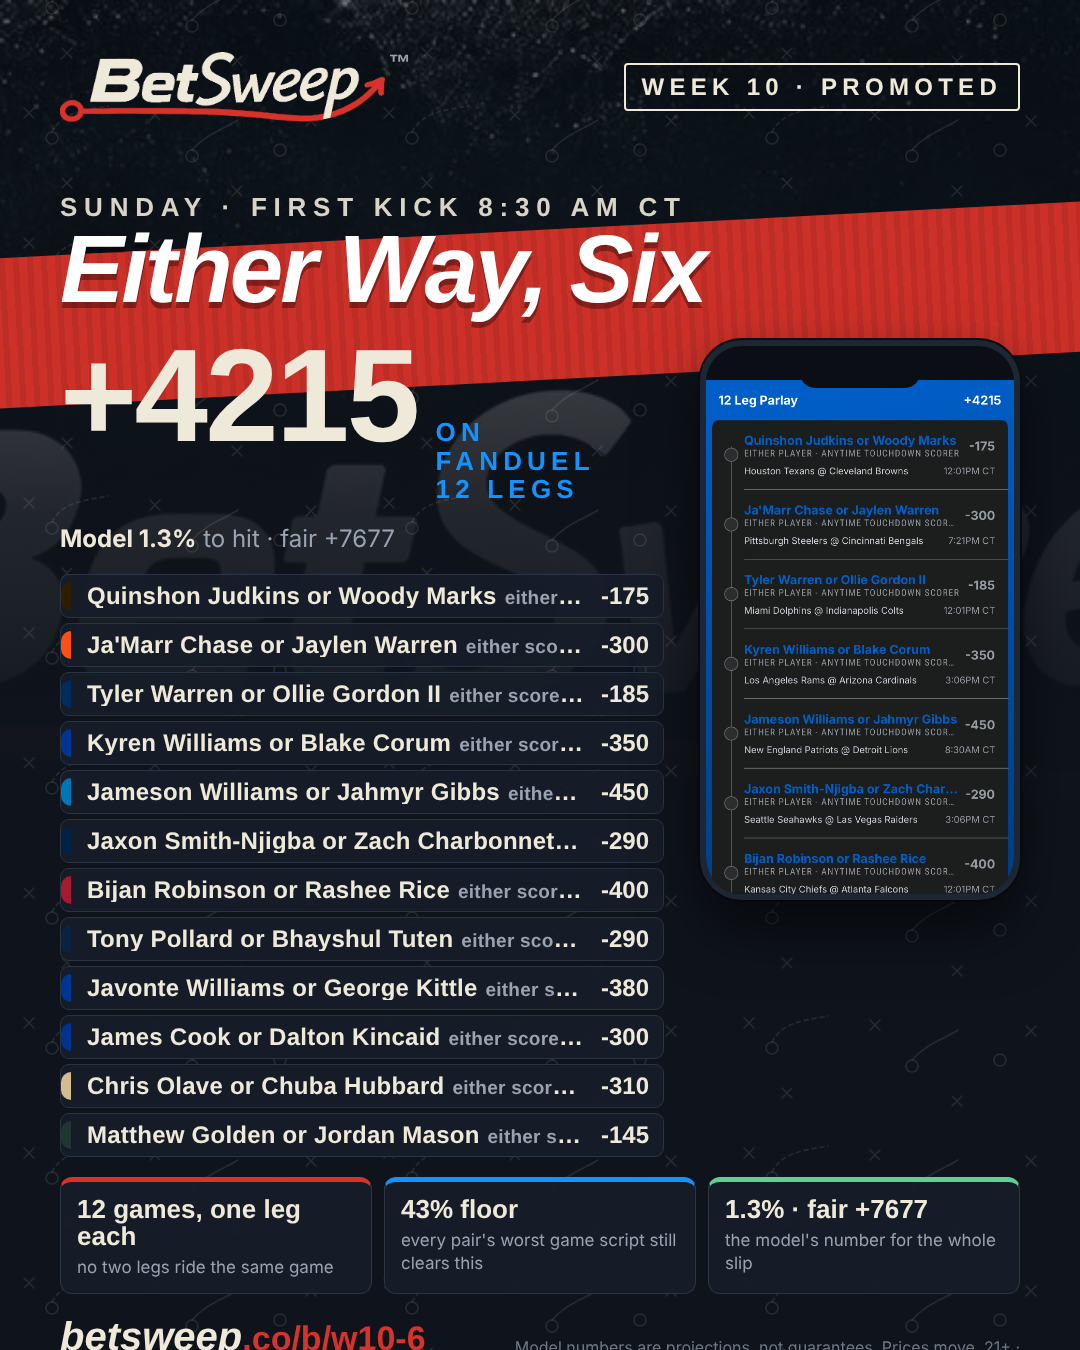 BetSweep™
WEEK 10 · PROMOTED
SUNDAY · FIRST KICK 8:30 AM CT
Either Way, Six
+4215
ON
FANDUEL
12 LEGS
Model 1.3% to hit · fair +7677
Quinshon Judkins or Woody Marks either... -175
Ja'Marr Chase or Jaylen Warren either sco... -300
Tyler Warren or Ollie Gordon II either score... -185
Kyren Williams or Blake Corum either scor... -350
Jameson Williams or Jahmyr Gibbs eithe... -450
Jaxon Smith-Njigba or Zach Charbonnet... -290
Bijan Robinson or Rashee Rice either scor... -400
Tony Pollard or Bhayshul Tuten either sco... -290
Javonte Williams or George Kittle either s... -380
James Cook or Dalton Kincaid either score... -300
Chris Olave or Chuba Hubbard either scor... -310
Matthew Golden or Jordan Mason either s... -145
12 Leg Parlay +4215
Quinshon Judkins or Woody Marks -175
EITHER PLAYER - ANYTIME TOUCHDOWN SCORER
Houston Texans @ Cleveland Browns 12:01PM CT
Ja'Marr Chase or Jaylen Warren -300
EITHER PLAYER - ANYTIME TOUCHDOWN SCOR...
Pittsburgh Steelers @ Cincinnati Bengals 7:21PM CT
Tyler Warren or Ollie Gordon II -185
EITHER PLAYER - ANYTIME TOUCHDOWN SCORER
Miami Dolphins @ Indianapolis Colts 12:01PM CT
Kyren Williams or Blake Corum -350
EITHER PLAYER - ANYTIME TOUCHDOWN SCOR...
Los Angeles Rams @ Arizona Cardinals 3:06PM CT
Jameson Williams or Jahmyr Gibbs -450
EITHER PLAYER - ANYTIME TOUCHDOWN SCOR...
New England Patriots @ Detroit Lions 8:30AM CT
Jaxon Smith-Njigba or Zach Char... -290
EITHER PLAYER - ANYTIME TOUCHDOWN SCOR...
Seattle Seahawks @ Las Vegas Raiders 3:06PM CT
Bijan Robinson or Rashee Rice -400
EITHER PLAYER - ANYTIME TOUCHDOWN SCOR...
Kansas City Chiefs @ Atlanta Falcons 12:01PM CT
12 games, one leg
each
no two legs ride the same game
43% floor
every pair's worst game script still
clears this
1.3% · fair +7677
the model's number for the whole
slip
betsweep.co/b/w10-6
Model numbers are projections, not guarantees. Prices move. 21+ ·